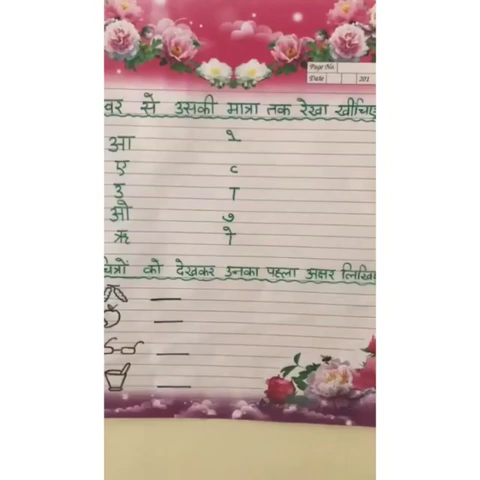 Page No.
Date 201
से उसकी मात्रा तक रेखा खींचिए
आ
ए
उ
ओ
ऋ ो
को देखकर उनका पहला अक्षर लिखिए